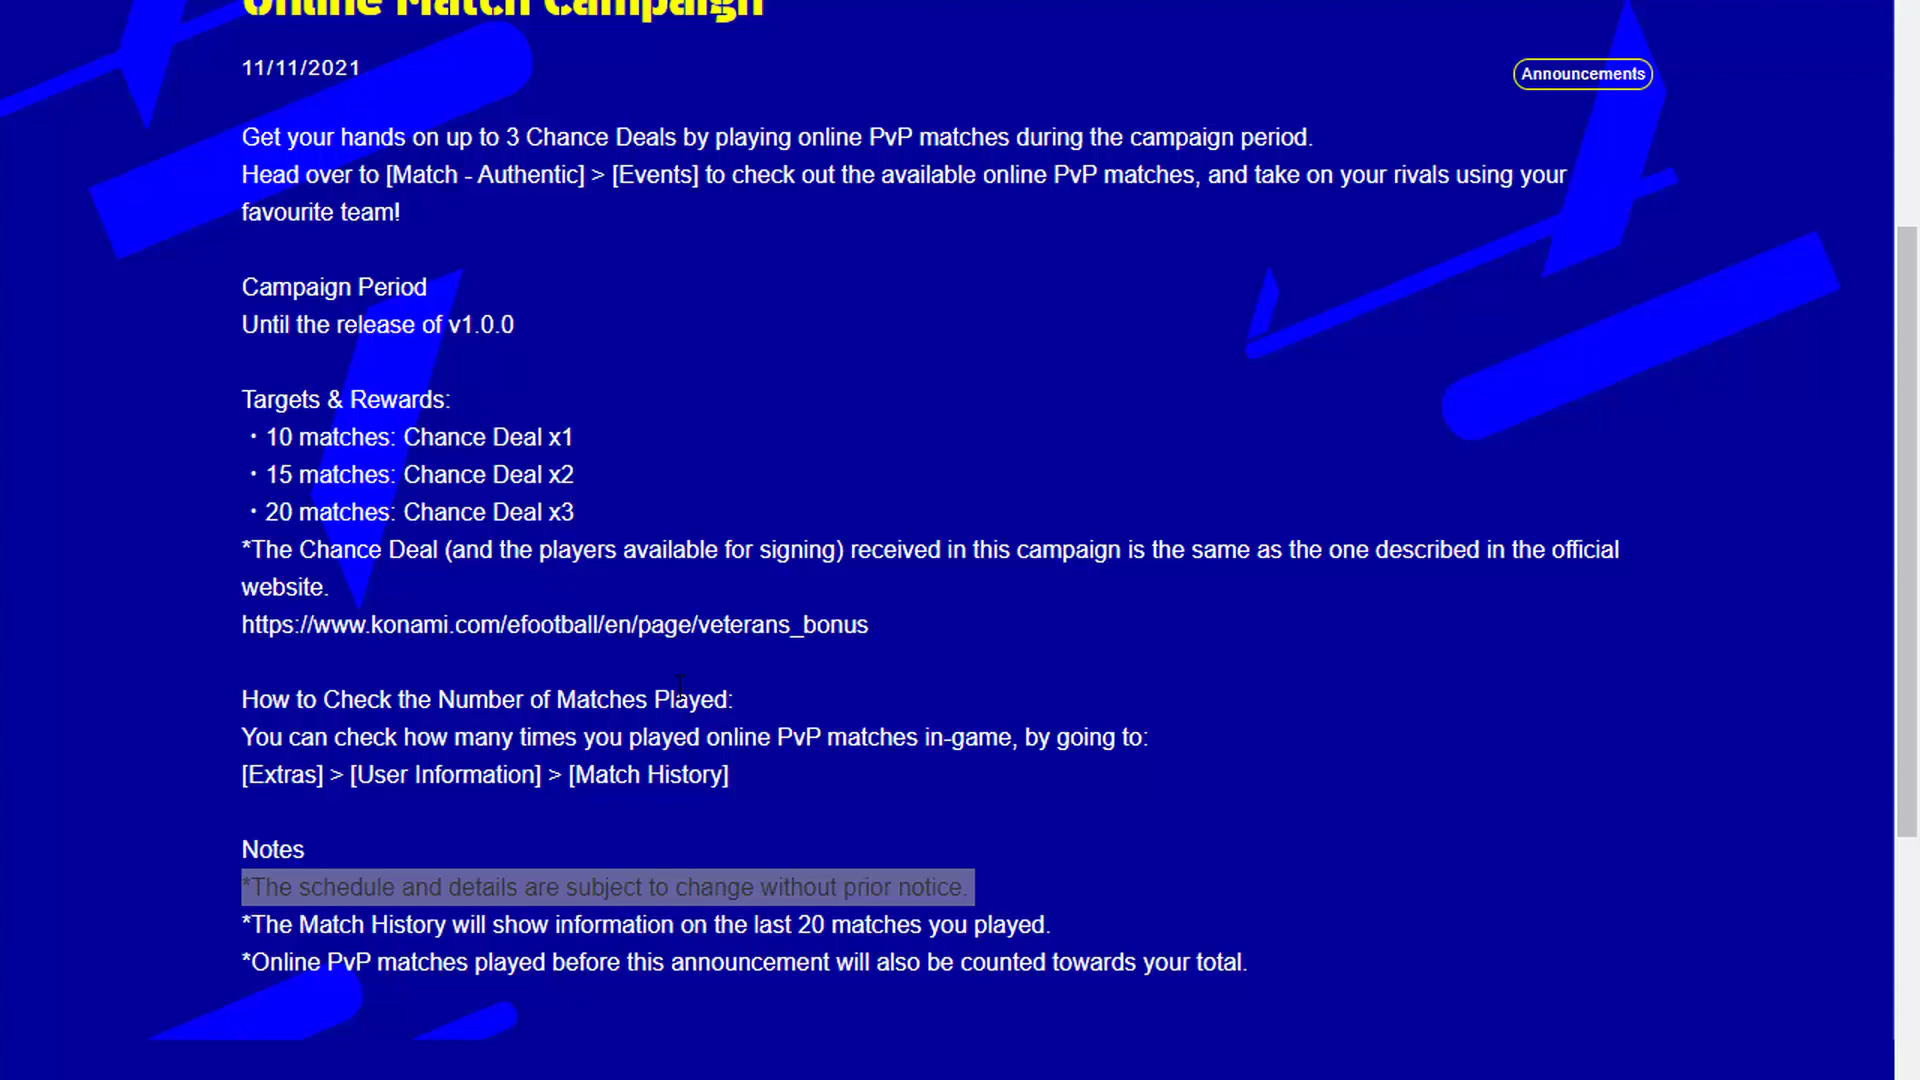 Online Match Campaign
11/11/2021
Announcements
Get your hands on up to 3 Chance Deals by playing online PvP matches during the campaign period.
Head over to [Match - Authentic] > [Events] to check out the available online PvP matches, and take on your rivals using your
favourite team!
Campaign Period
Until the release of v1.0.0
Targets & Rewards:
・10 matches: Chance Deal x1
・15 matches: Chance Deal x2
・20 matches: Chance Deal x3
*The Chance Deal (and the players available for signing) received in this campaign is the same as the one described in the official
website.
https://www.konami.com/efootball/en/page/veterans_bonus
How to Check the Number of Matches Played:
You can check how many times you played online PvP matches in-game, by going to:
[Extras] > [User Information] > [Match History]
Notes
*The schedule and details are subject to change without prior notice.
*The Match History will show information on the last 20 matches you played.
*Online PvP matches played before this announcement will also be counted towards your total.